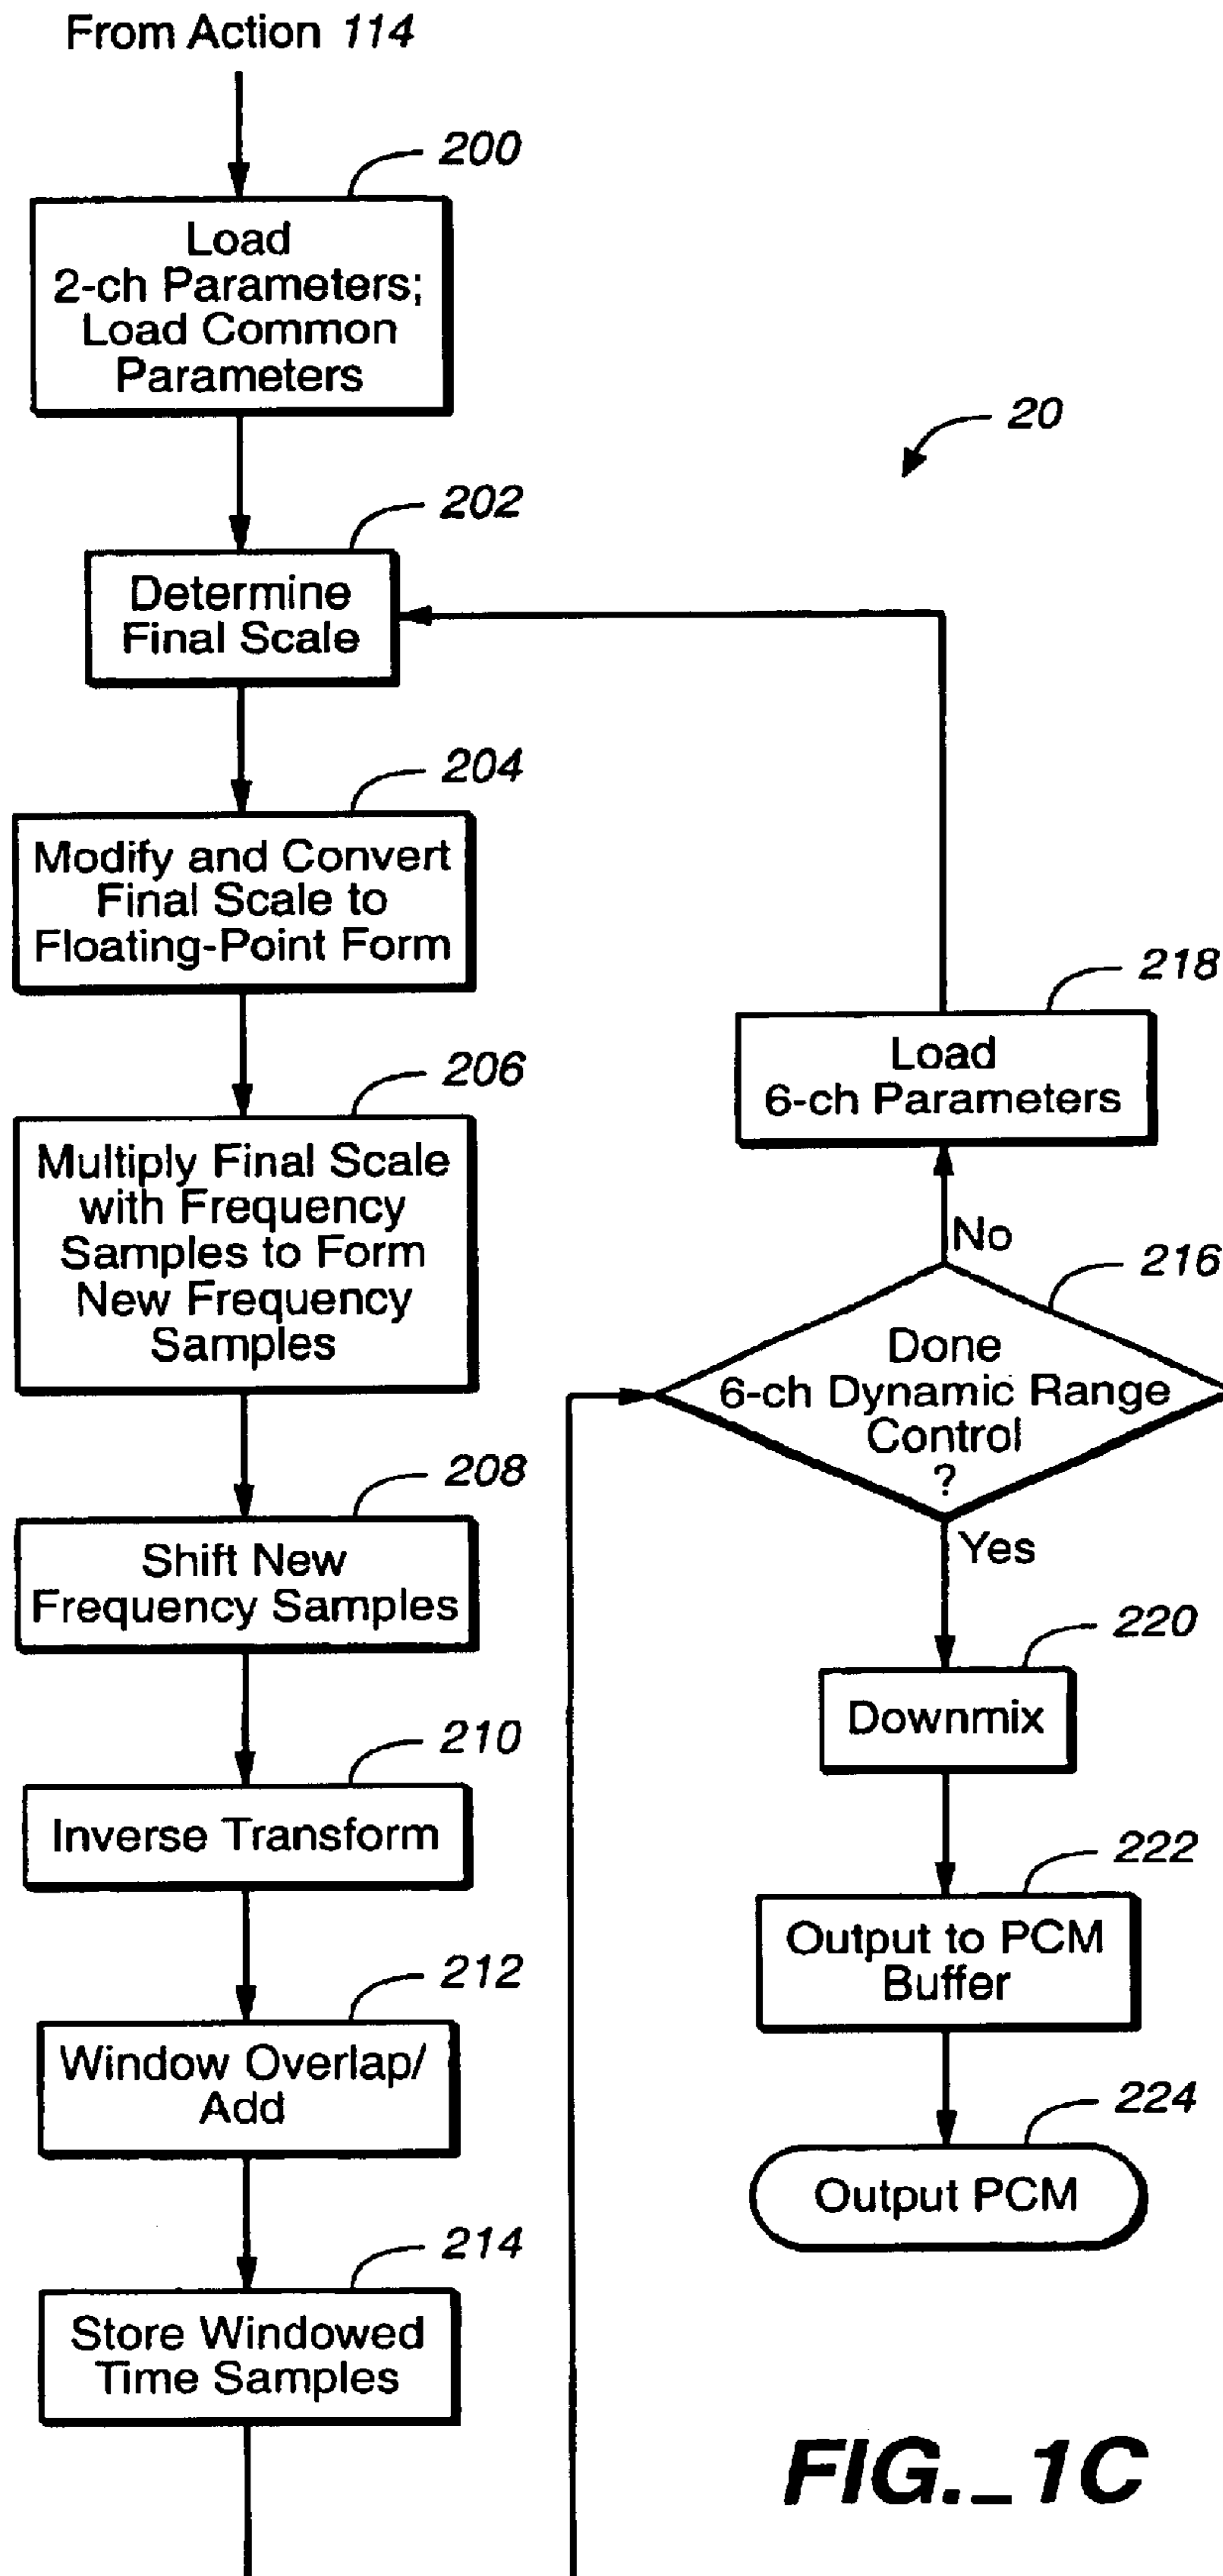 From Action 114
200
Load
2-ch Parameters;
Load Common
Parameters
20
202
Determine
Final Scale
204
Modify and Convert
Final Scale to
Floating-Point Form
206
Multiply Final Scale
with Frequency
Samples to Form
New Frequency
Samples
208
Shift New
Frequency Samples
210
Inverse Transform
212
Window Overlap/
Add
214
Store Windowed
Time Samples
218
Load
6-ch Parameters
No
216
Done
6-ch Dynamic Range
Control
?
Yes
220
Downmix
222
Output to PCM
Buffer
224
Output PCM
FIG._1C